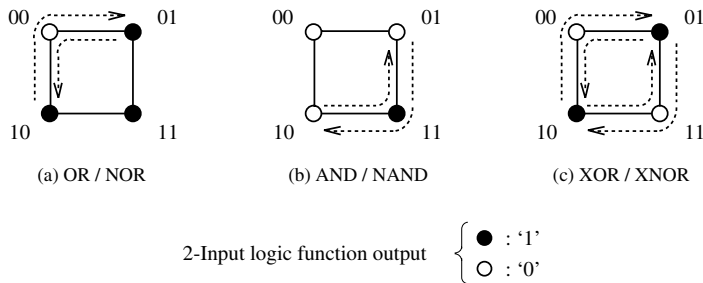 00 01 00 01 00 01
10 11 10 11 10 11
(a) OR / NOR (b) AND / NAND (c) XOR / XNOR
: ‘1’
2-Input logic function output
: ‘0’